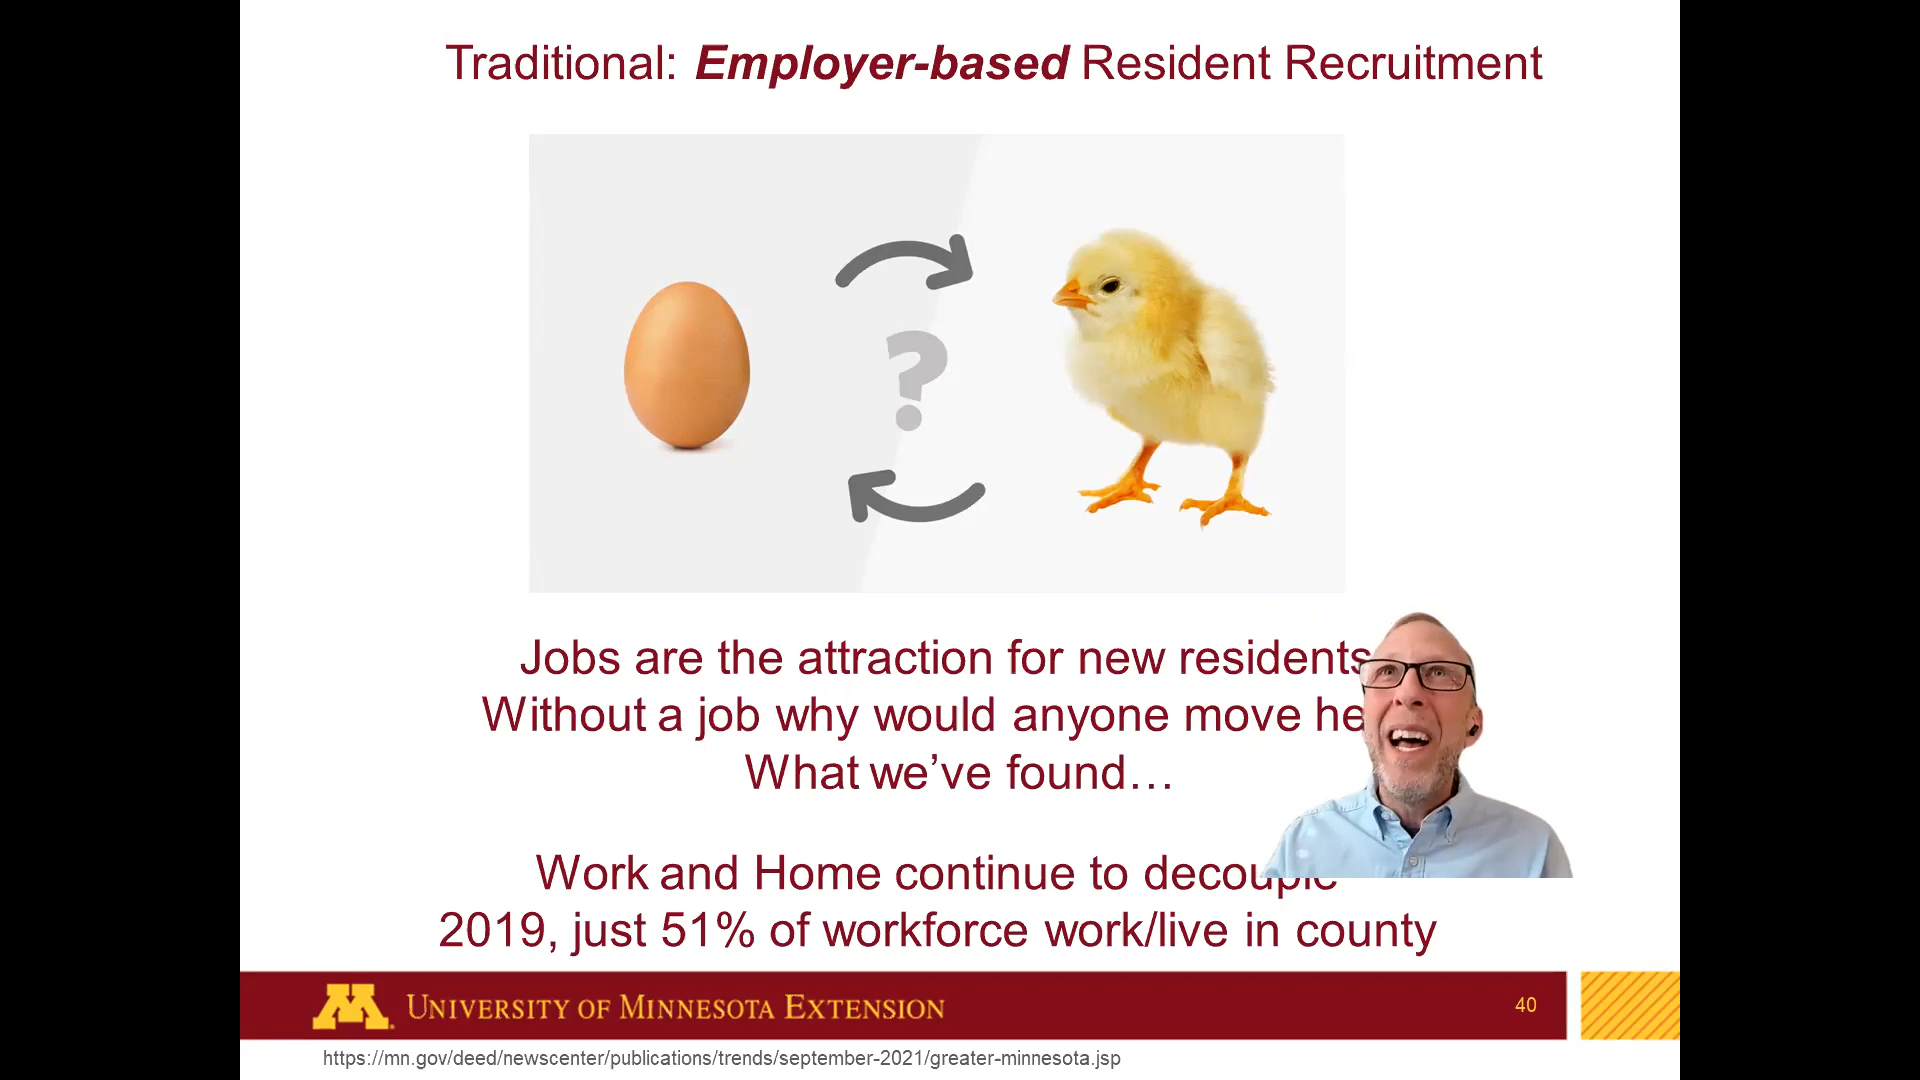 Traditional: Employer-based Resident Recruitment
?
Jobs are the attraction for new residents
Without a job why would anyone move
What we’ve found…
Work and Home continue to
2019, just 51% of workforce work/live in county
M
UNIVERSITY OF MINNESOTA EXTENSION
40
https://mn.gov/deed/newscenter/publications/trends/september-2021/greater-minnesota.jsp